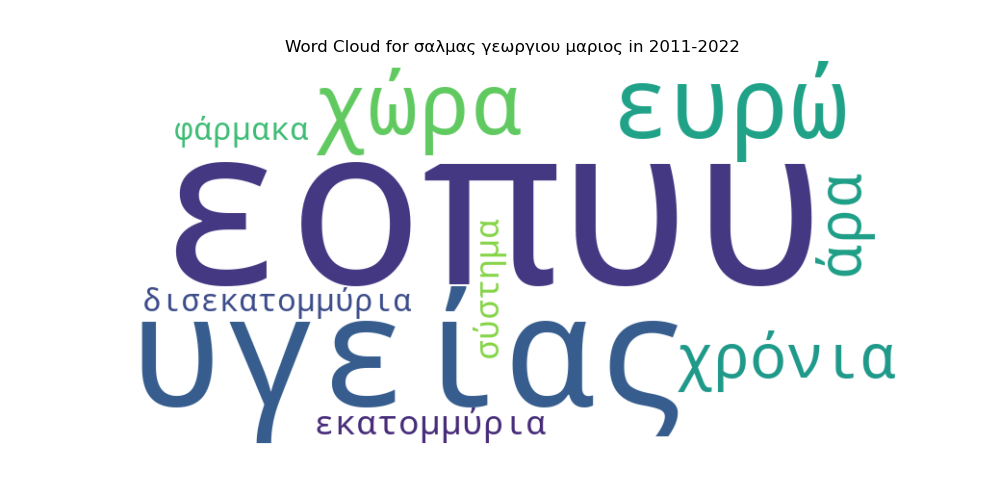 Word Cloud for σαλμας γεωργιου μαριος in 2011-2022
χώρα
ευρώ
φάρμακα
εοπυυ
άρα
σύστημα
δισεκατομμύρια
υγείας
χρόνια
εκατομμύρια